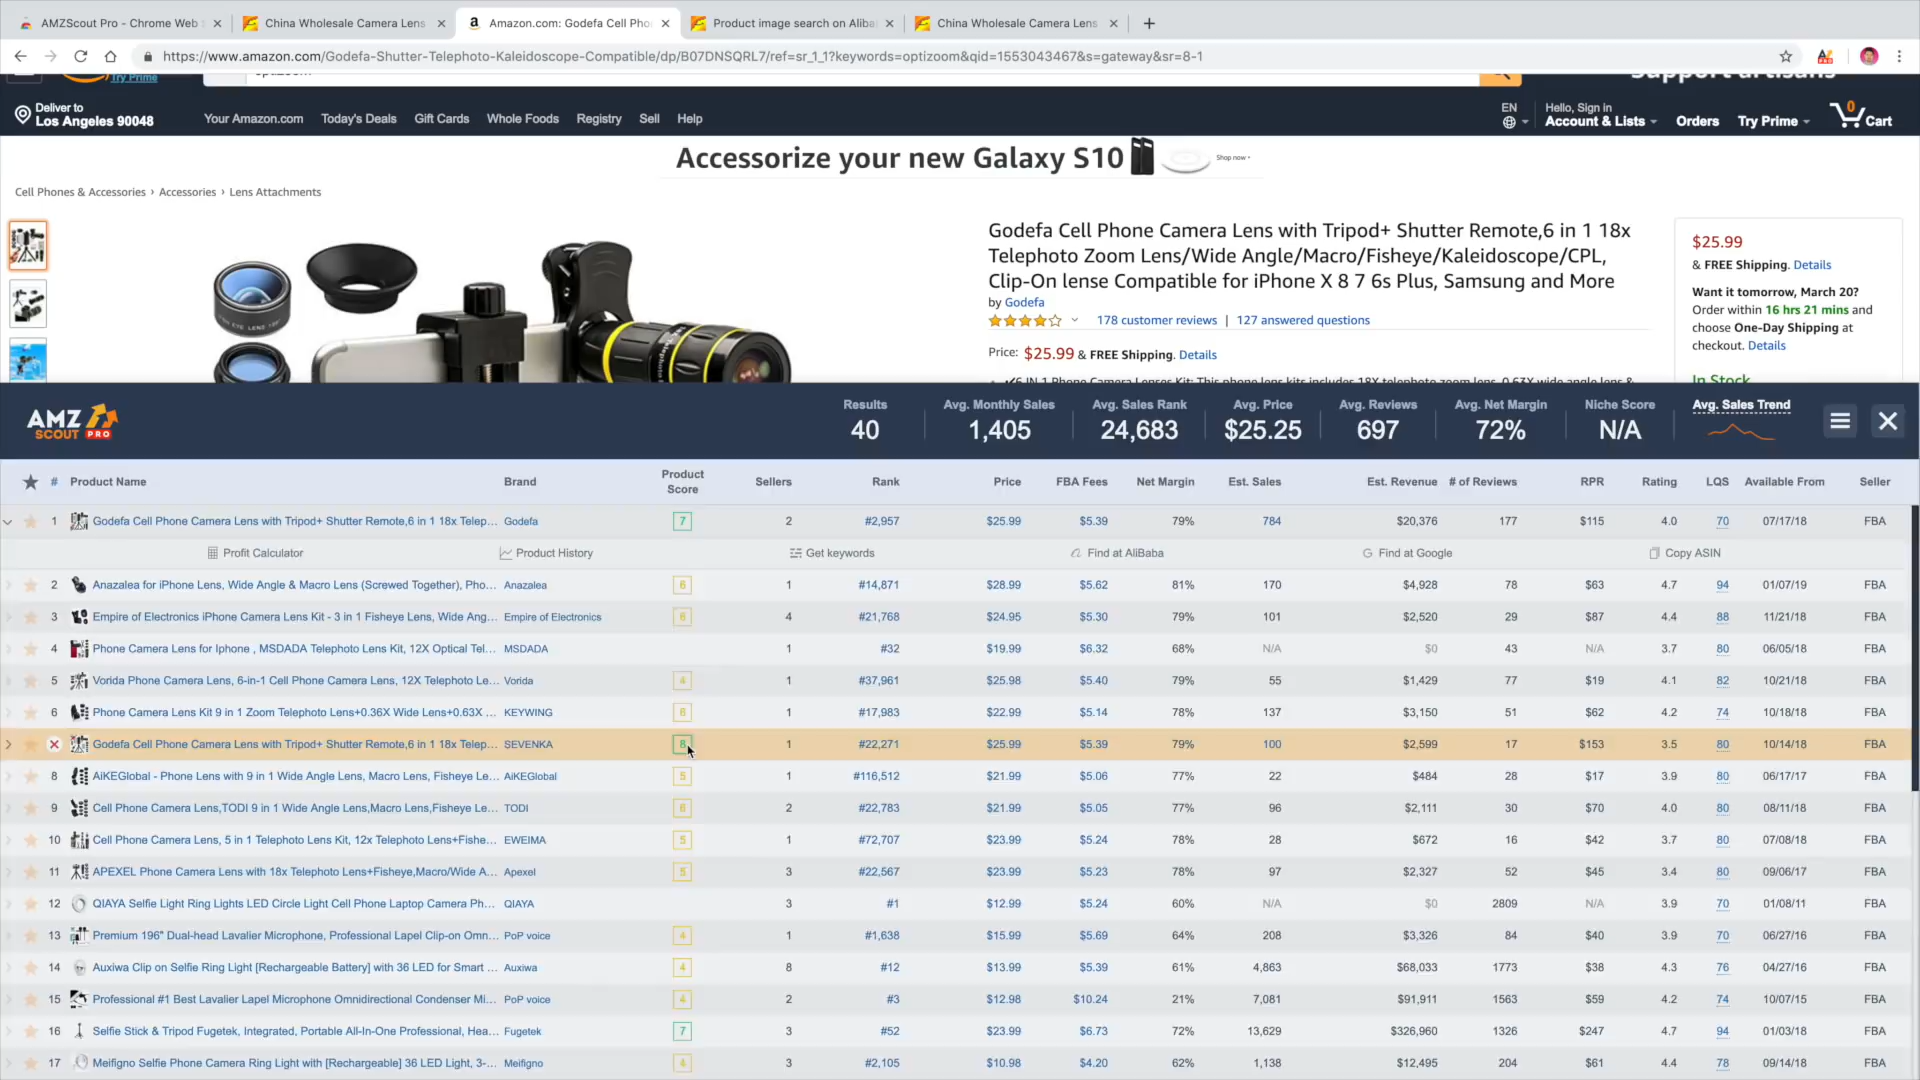 AMZScout Pro - Chrome Web
China Wholesale Camera Lens
Amazon.com: Godefa Cell Pho
Product image search on Aliba
China Wholesale Camera Lens
https://www.amazon.com/Godefa-Shutter-Telephoto-Kaleidoscope-Compatible/dp/B07DNSQRL7/ref=sr_1_1?keywords=optizoom&qid=1553043467&s=gateway&sr=8-1
Try Prime
optizoom
Support artisans
Deliver to
Los Angeles 90048
Your Amazon.com Today's Deals Gift Cards Whole Foods Registry Sell Help
EN
Hello, Sign in
Account & Lists Orders Try Prime 0 Cart
Accessorize your new Galaxy S10 Shop now
Cell Phones & Accessories › Accessories › Lens Attachments
Godefa Cell Phone Camera Lens with Tripod+ Shutter Remote,6 in 1 18x
Telephoto Zoom Lens/Wide Angle/Macro/Fisheye/Kaleidoscope/CPL,
Clip-On lense Compatible for iPhone X 8 7 6s Plus, Samsung and More
by Godefa
178 customer reviews | 127 answered questions
Price: $25.99 & FREE Shipping. Details
✓6 IN 1 Phone Camera Lenses Kit: This phone lens kits includes 18X telephoto zoom lens, 0.63X wide angle lens &
$25.99
& FREE Shipping. Details
Want it tomorrow, March 20?
Order within 16 hrs 21 mins and
choose One-Day Shipping at
checkout. Details
In Stock
AMZ
SCOUT PRO
Results Avg. Monthly Sales Avg. Sales Rank Avg. Price Avg. Reviews Avg. Net Margin Niche Score Avg. Sales Trend
40 1,405 24,683 $25.25 697 72% N/A
# Product Name Brand Product Score Sellers Rank Price FBA Fees Net Margin Est. Sales Est. Revenue # of Reviews RPR Rating LQS Available From Seller
1 Godefa Cell Phone Camera Lens with Tripod+ Shutter Remote,6 in 1 18x Telep... Godefa 7 2 #2,957 $25.99 $5.39 79% 784 $20,376 177 $115 4.0 70 07/17/18 FBA
Profit Calculator Product History Get keywords Find at AliBaba G Find at Google Copy ASIN
2 Anazalea for iPhone Lens, Wide Angle & Macro Lens (Screwed Together), Pho... Anazalea 6 1 #14,871 $28.99 $5.62 81% 170 $4,928 78 $63 4.7 94 01/07/19 FBA
3 Empire of Electronics iPhone Camera Lens Kit - 3 in 1 Fisheye Lens, Wide Ang... Empire of Electronics 6 4 #21,768 $24.95 $5.30 79% 101 $2,520 29 $87 4.4 88 11/21/18 FBA
4 Phone Camera Lens for Iphone , MSDADA Telephoto Lens Kit, 12X Optical Tel... MSDADA 1 #32 $19.99 $6.32 68% N/A $0 43 N/A 3.7 80 06/05/18 FBA
5 Vorida Phone Camera Lens, 6-in-1 Cell Phone Camera Lens, 12X Telephoto Le... Vorida 4 1 #37,961 $25.98 $5.40 79% 55 $1,429 77 $19 4.1 82 10/21/18 FBA
6 Phone Camera Lens Kit 9 in 1 Zoom Telephoto Lens+0.36X Wide Lens+0.63X ... KEYWING 6 1 #17,983 $22.99 $5.14 78% 137 $3,150 51 $62 4.2 74 10/18/18 FBA
Godefa Cell Phone Camera Lens with Tripod+ Shutter Remote,6 in 1 18x Telep... SEVENKA 8 1 #22,271 $25.99 $5.39 79% 100 $2,599 17 $153 3.5 80 10/14/18 FBA
8 AiKEGlobal - Phone Lens with 9 in 1 Wide Angle Lens, Macro Lens, Fisheye Le... AiKEGlobal 5 1 #116,512 $21.99 $5.06 77% 22 $484 28 $17 3.9 80 06/17/17 FBA
9 Cell Phone Camera Lens,TODI 9 in 1 Wide Angle Lens,Macro Lens,Fisheye Le... TODI 6 2 #22,783 $21.99 $5.05 77% 96 $2,111 30 $70 4.0 80 08/11/18 FBA
10 Cell Phone Camera Lens, 5 in 1 Telephoto Lens Kit, 12x Telephoto Lens+Fishe... EWEIMA 5 1 #72,707 $23.99 $5.24 78% 28 $672 16 $42 3.7 80 07/08/18 FBA
11 APEXEL Phone Camera Lens with 18x Telephoto Lens+Fisheye,Macro/Wide A... Apexel 5 3 #22,567 $23.99 $5.23 78% 97 $2,327 52 $45 3.4 80 09/06/17 FBA
12 QIAYA Selfie Light Ring Lights LED Circle Light Cell Phone Laptop Camera Ph... QIAYA 3 #1 $12.99 $5.24 60% N/A $0 2809 N/A 3.9 70 01/08/11 FBA
13 Premium 196" Dual-head Lavalier Microphone, Professional Lapel Clip-on Omn... PoP voice 4 1 #1,638 $15.99 $5.69 64% 208 $3,326 84 $40 3.9 70 06/27/16 FBA
14 Auxiwa Clip on Selfie Ring Light [Rechargeable Battery] with 36 LED for Smart ... Auxiwa 4 8 #12 $13.99 $5.39 61% 4,863 $68,033 1773 $38 4.3 76 04/27/16 FBA
15 Professional #1 Best Lavalier Lapel Microphone Omnidirectional Condenser Mi... PoP voice 4 2 #3 $12.98 $10.24 21% 7,081 $91,911 1563 $59 4.2 74 10/07/15 FBA
16 Selfie Stick & Tripod Fugetek, Integrated, Portable All-In-One Professional, Hea... Fugetek 7 3 #52 $23.99 $6.73 72% 13,629 $326,960 1326 $247 4.7 94 01/03/18 FBA
17 Meifigno Selfie Phone Camera Ring Light with [Rechargeable] 36 LED Light, 3-... Meifigno 4 3 #2,105 $10.98 $4.20 62% 1,138 $12,495 204 $61 4.4 78 09/14/18 FBA